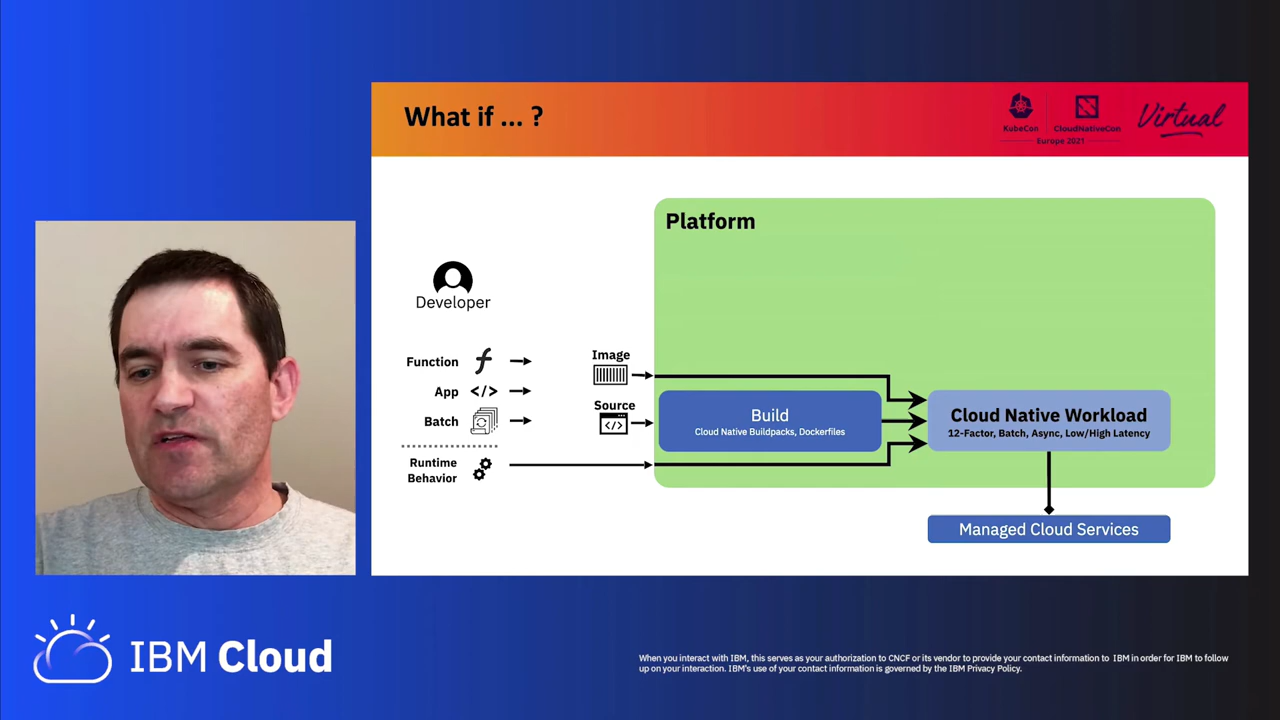 What if ... ?
KubeCon
CloudNativeCon
Europe 2021
Virtual
Platform
Developer
Function
App
Batch
Runtime
Behavior
Image
Source
Build
Cloud Native Buildpacks, Dockerfiles
Cloud Native Workload
12-Factor, Batch, Async, Low/High Latency
Managed Cloud Services
IBM Cloud
When you interact with IBM, this serves as your authorization to CNCF or its vendor to provide your contact information to IBM in order for IBM to follow
up on your interaction. IBM's use of your contact information is governed by the IBM Privacy Policy.